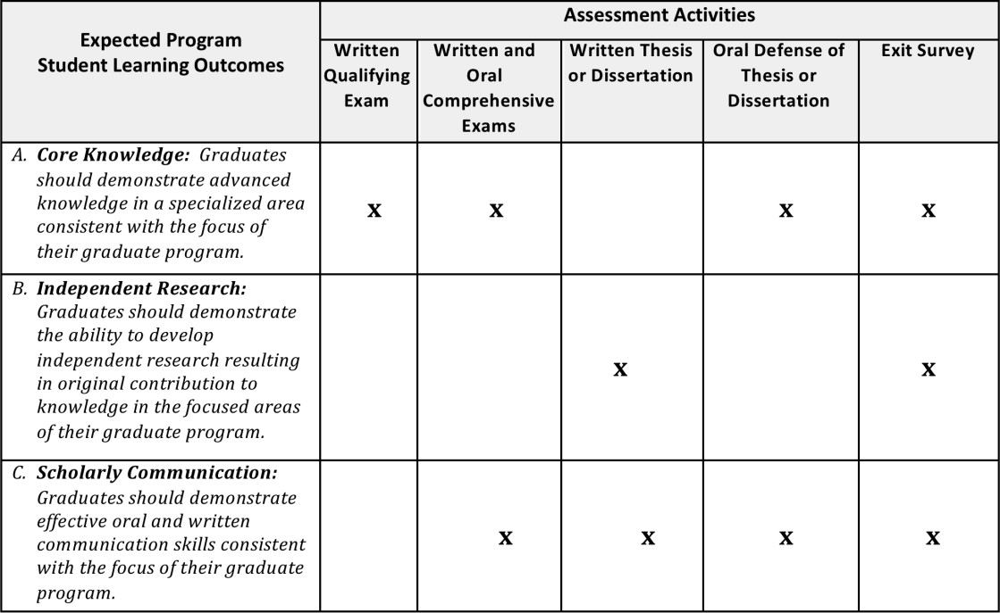 Expected Program
Student Learning Outcomes
Assessment Activities
Written
Qualifying
Exam
Written and
Oral
Comprehensive
Exams
Written Thesis
or Dissertation
Oral Defense of
Thesis or
Dissertation
Exit Survey
A. Core Knowledge: Graduates
should demonstrate advanced
knowledge in a specialized area
consistent with the focus of
their graduate program.
x x x x
B. Independent Research:
Graduates should demonstrate
the ability to develop
independent research resulting
in original contribution to
knowledge in the focused areas
of their graduate program.
x x
C. Scholarly Communication:
Graduates should demonstrate
effective oral and written
communication skills consistent
with the focus of their graduate
program.
x x x x